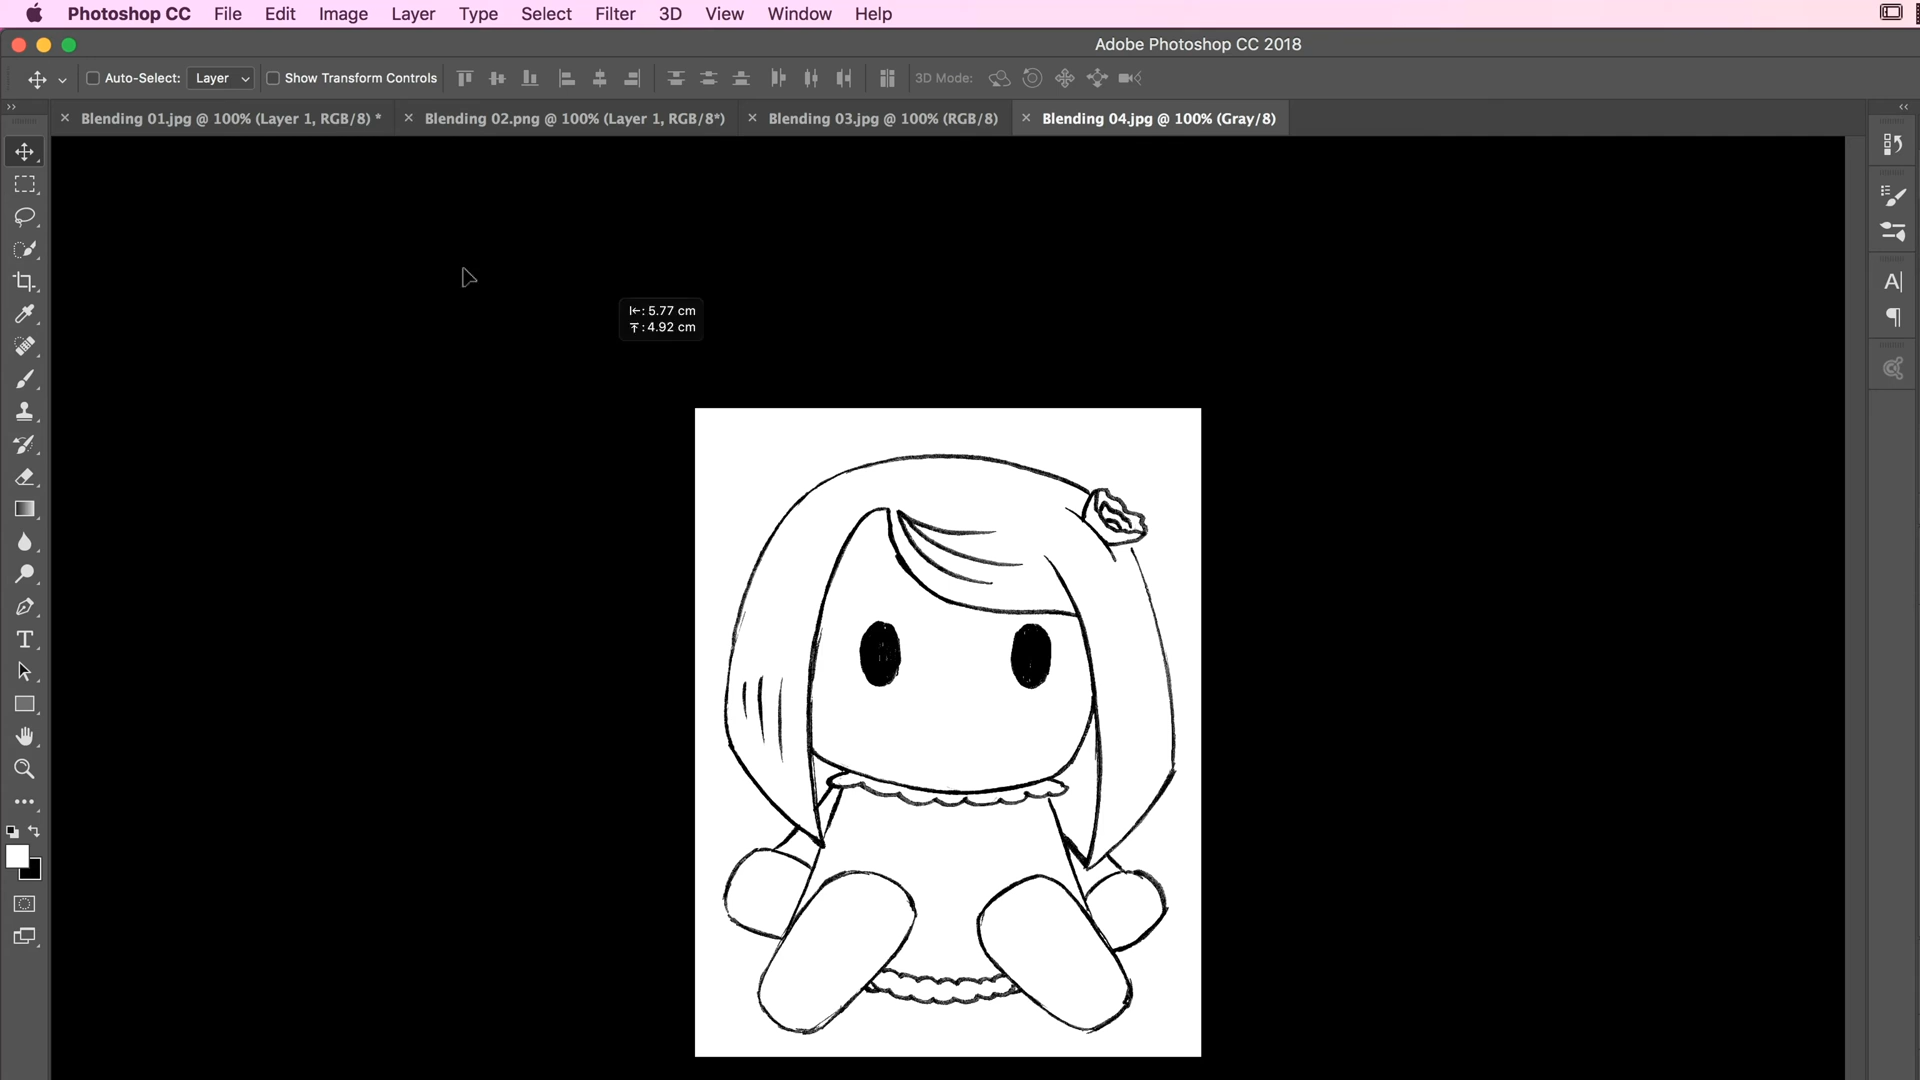 Photoshop CC File Edit Image Layer Type Select Filter 3D View Window Help
Adobe Photoshop CC 2018
Auto-Select: Layer Show Transform Controls 3D Mode:
Blending 01.jpg @ 100% (Layer 1, RGB/8) * Blending 02.png @ 100% (Layer 1, RGB/8*) Blending 03.jpg @ 100% (RGB/8) Blending 04.jpg @ 100% (Gray/8)
: 5.77 cm
: 4.92 cm